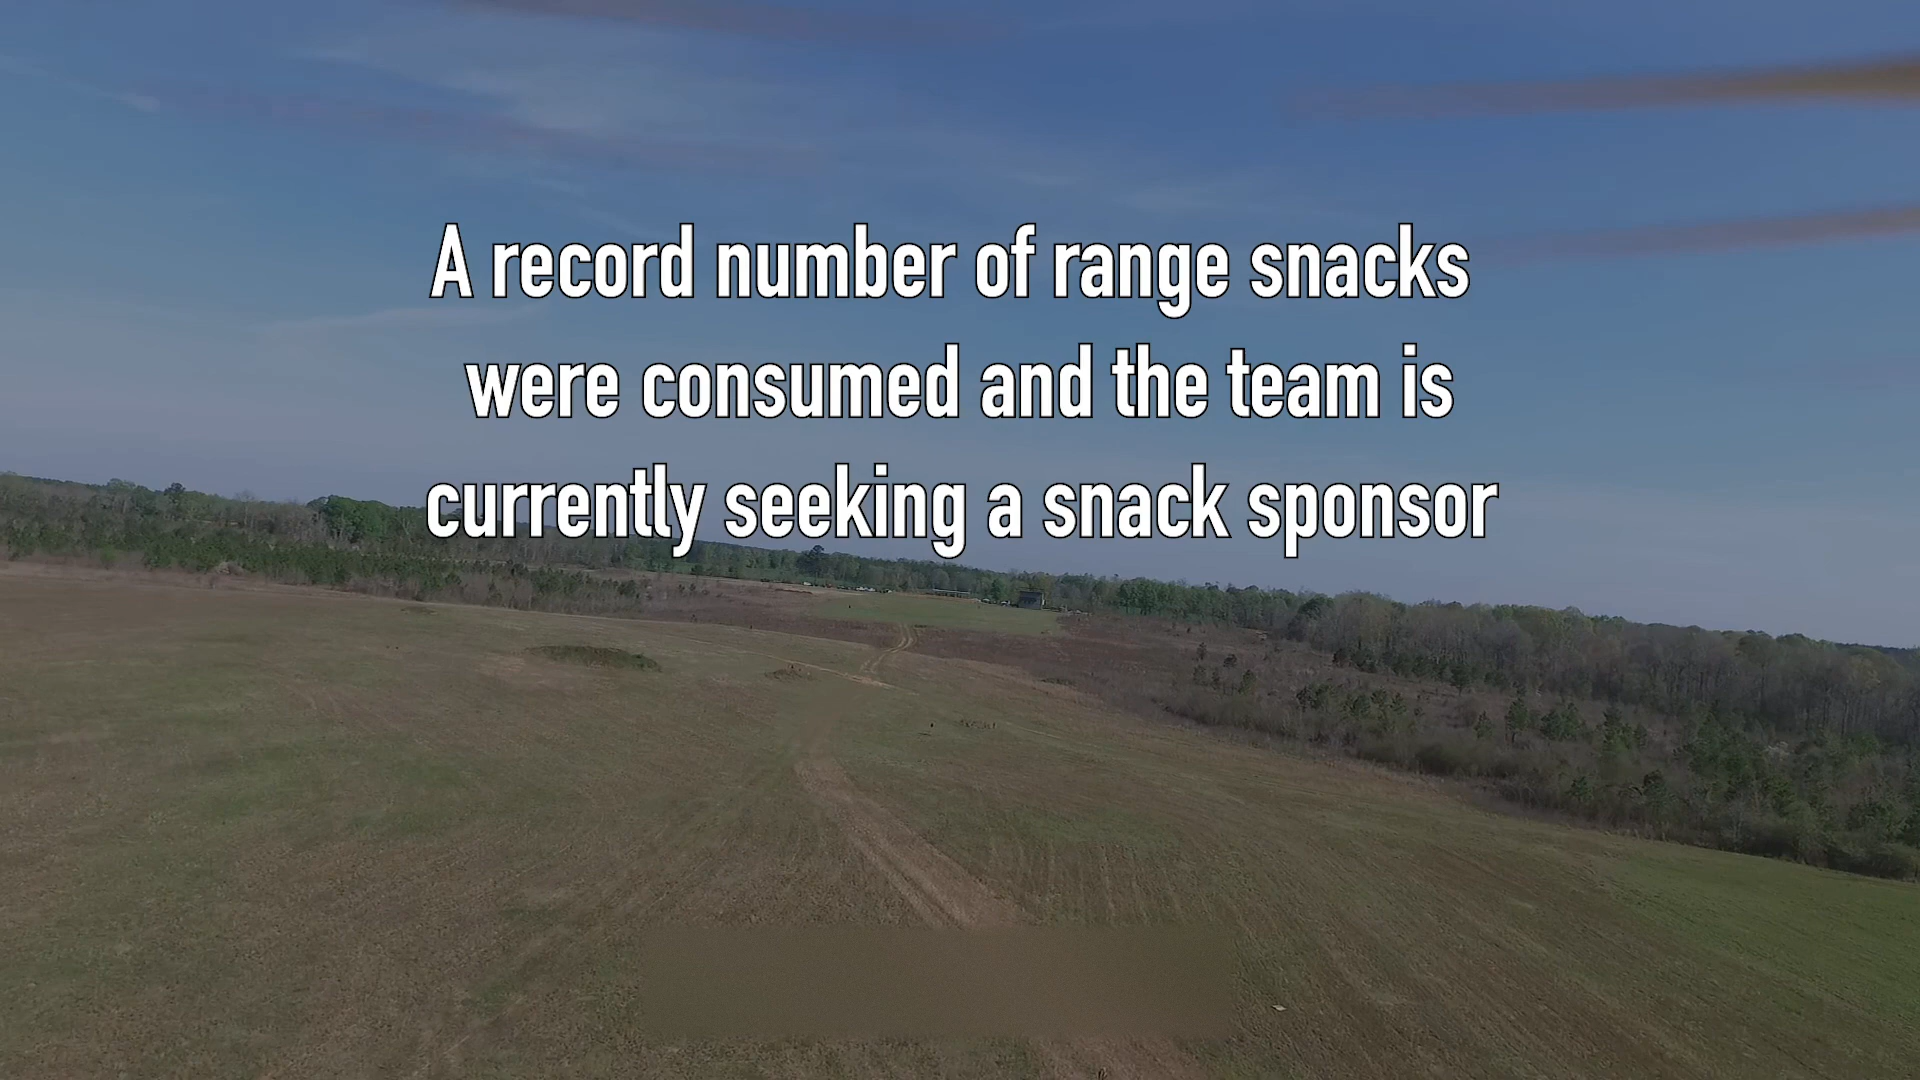 A record number of range snacks
were consumed and the team is
currently seeking a snack sponsor